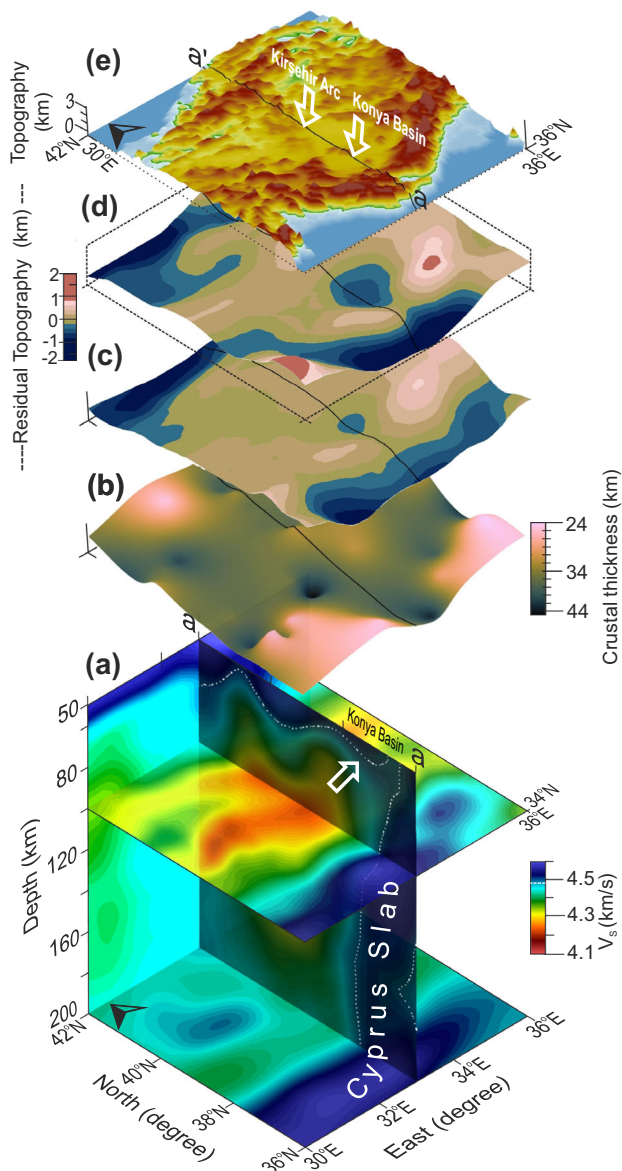 (e)
a'
Kirşehir Arc
Konya Basin
Topography
(km)
3
0
42°N
30°E
36°N
36°E
a
(d)
----Residual Topography (km) ---
2
1
0
-1
-2
(c)
(b)
24
34
44
Crustal thickness (km)
a'
(a)
50
80
120
160
200
Depth (km)
Konya Basin
a
34°N
36°E
4.5
4.3
4.1
Vs (km/s)
Cyprus Slab
42°N
40°N
38°N
36°N
North (degree)
30°E
32°E
34°E
36°E
East (degree)